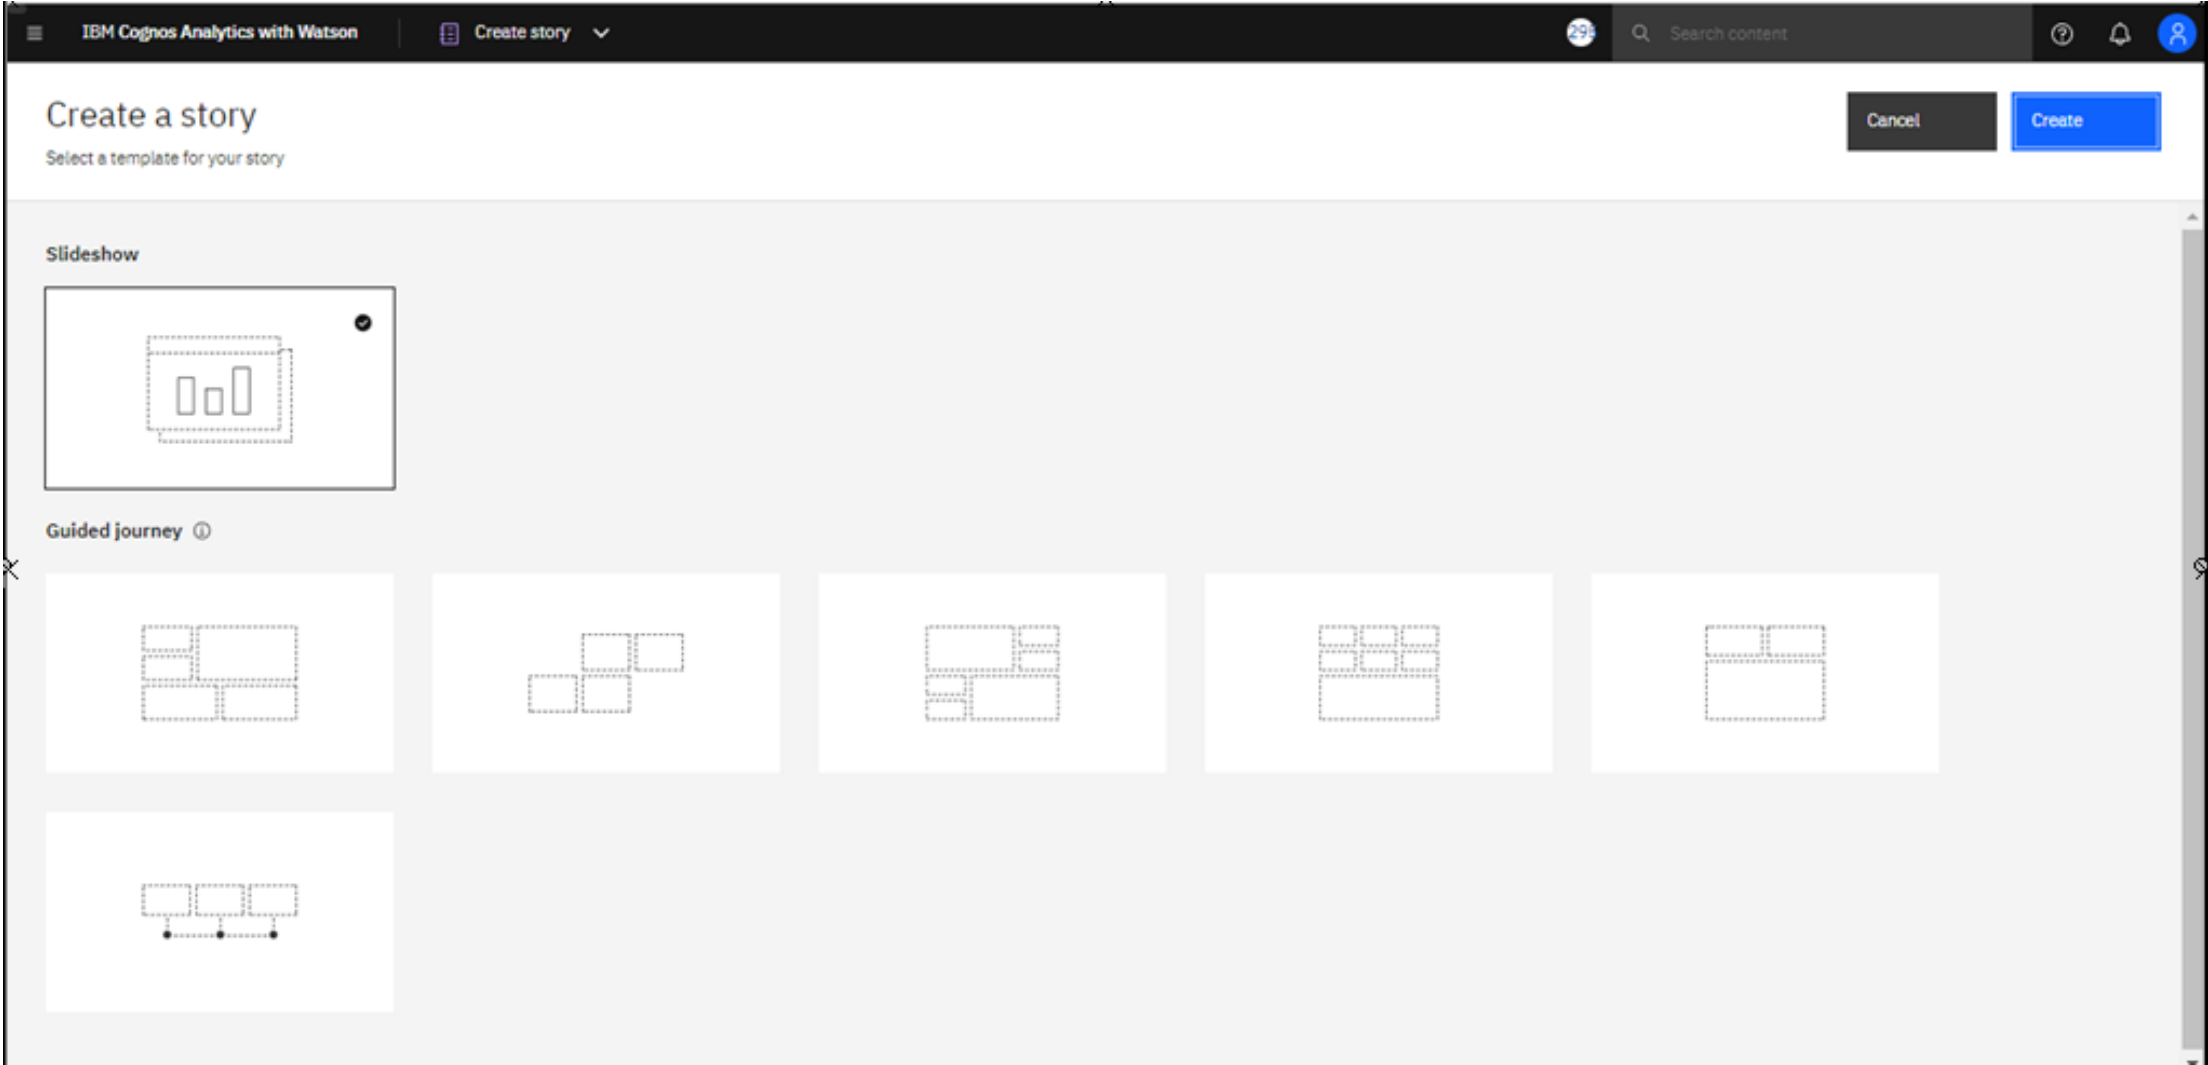 IBM Cognos Analytics with Watson
Create story
Search content
Create a story
Select a template for your story
Cancel
Create
Slideshow
Guided journey